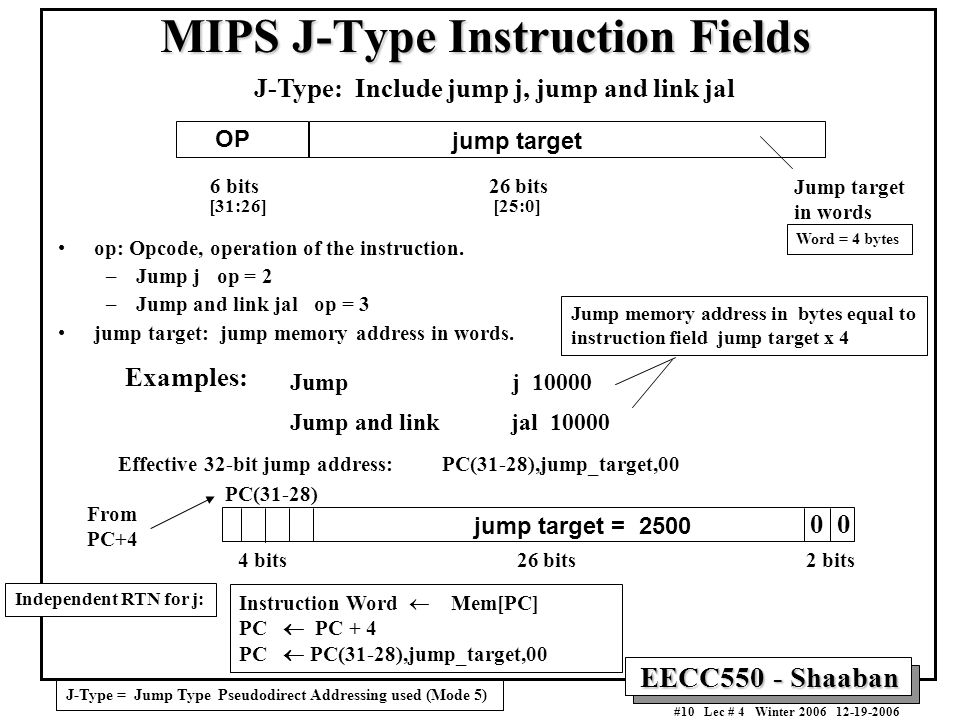 MIPS J-Type Instruction Fields
J-Type: Include jump j, jump and link jal
OP
jump target
6 bits
[31:26]
26 bits
[25:0]
Jump target
in words
Word = 4 bytes
• op: Opcode, operation of the instruction.
– Jump j op = 2
– Jump and link jal op = 3
• jump target: jump memory address in words.
Jump memory address in bytes equal to
instruction field jump target x 4
Examples:
Jump j 10000
Jump and link jal 10000
Effective 32-bit jump address: PC(31-28),jump_target,00
PC(31-28)
From
PC+4
jump target = 2500
0 0
4 bits
26 bits
2 bits
Independent RTN for j:
Instruction Word ← Mem[PC]
PC ← PC + 4
PC ← PC(31-28),jump_target,00
EECC550 - Shaaban
J-Type = Jump Type Pseudodirect Addressing used (Mode 5)
#10 Lec # 4 Winter 2006 12-19-2006